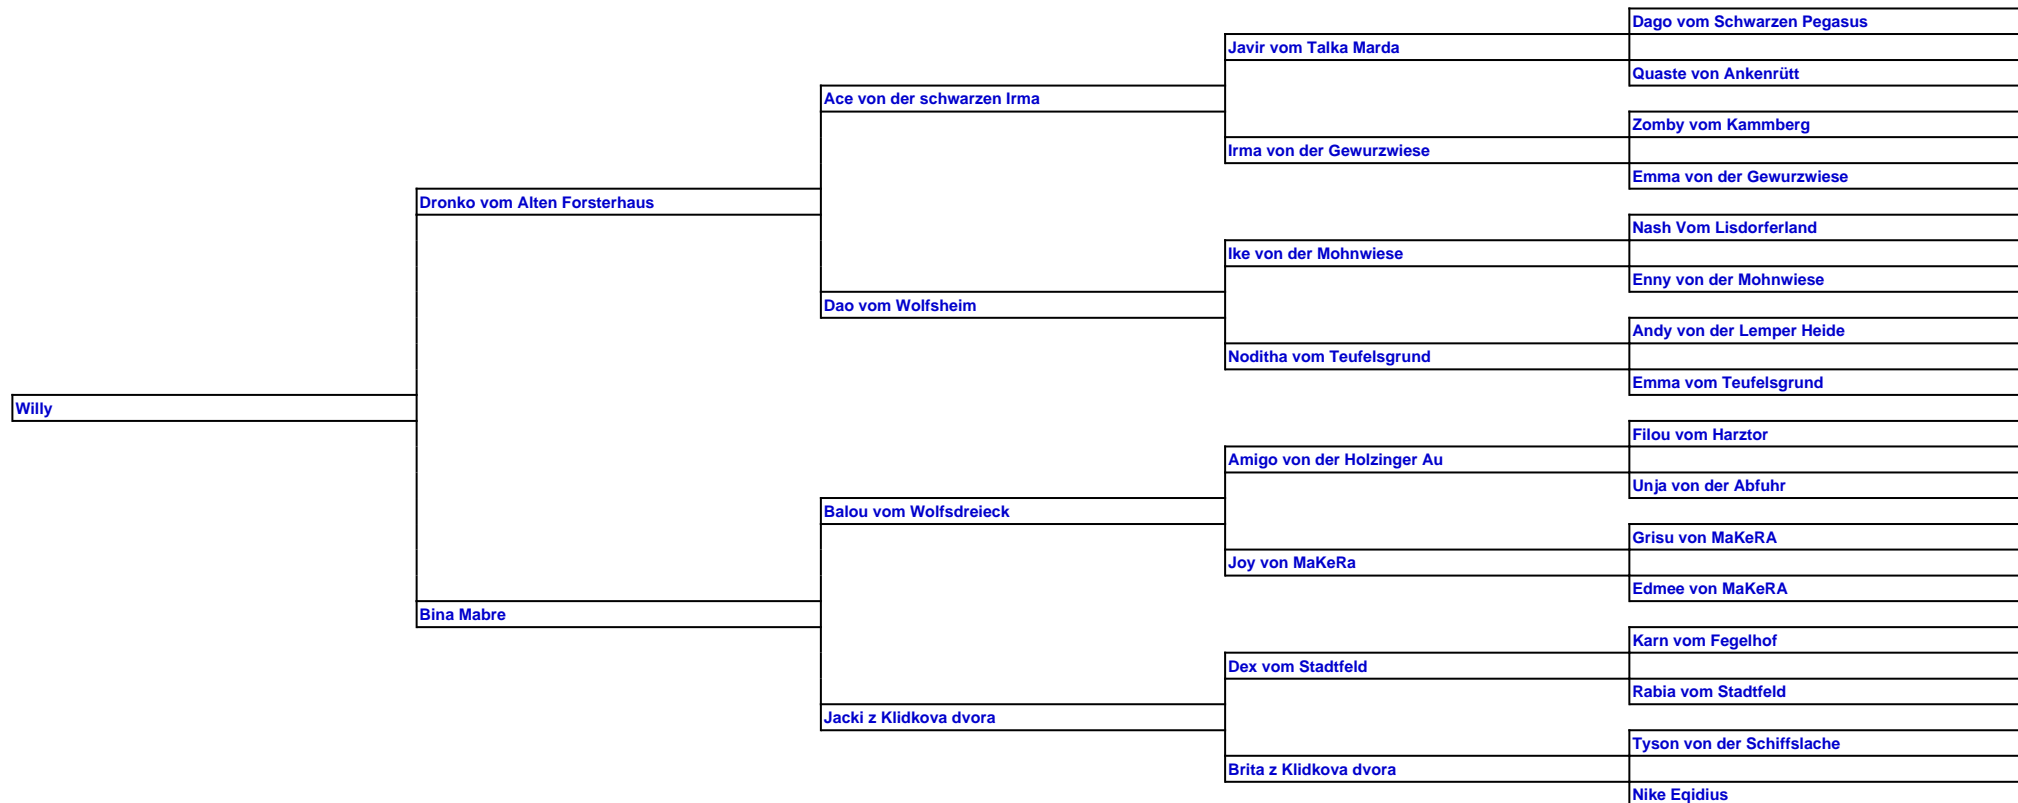 Dago vom Schwarzen Pegasus
Javir vom Talka Marda
Quaste von Ankenrütt
Ace von der schwarzen Irma
Zomby vom Kammberg
Irma von der Gewurzwiese
Emma von der Gewurzwiese
Dronko vom Alten Forsterhaus
Nash Vom Lisdorferland
Ike von der Mohnwiese
Enny von der Mohnwiese
Dao vom Wolfsheim
Andy von der Lemper Heide
Noditha vom Teufelsgrund
Emma vom Teufelsgrund
Willy
Filou vom Harztor
Amigo von der Holzinger Au
Unja von der Abfuhr
Balou vom Wolfsdreieck
Grisu von MaKeRA
Joy von MaKeRa
Edmee von MaKeRA
Bina Mabre
Karn vom Fegelhof
Dex vom Stadtfeld
Rabia vom Stadtfeld
Jacki z Klidkova dvora
Tyson von der Schiffslache
Brita z Klidkova dvora
Nike Eqidius